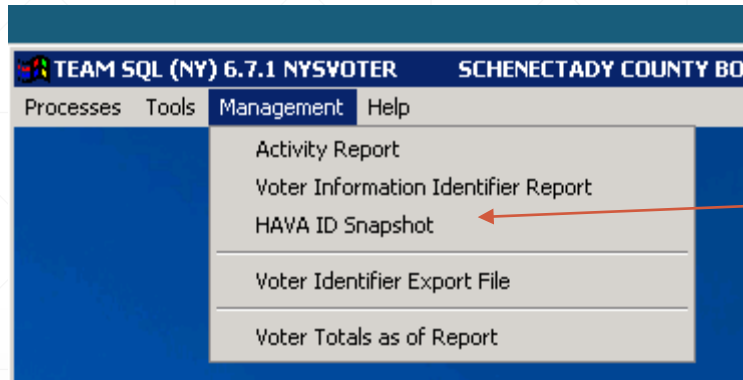 TEAM SQL (NY) 6.7.1 NYSVOTER SCHENECTADY COUNTY BO
Processes Tools Management Help
Activity Report
Voter Information Identifier Report
HAVA ID Snapshot
Voter Identifier Export File
Voter Totals as of Report